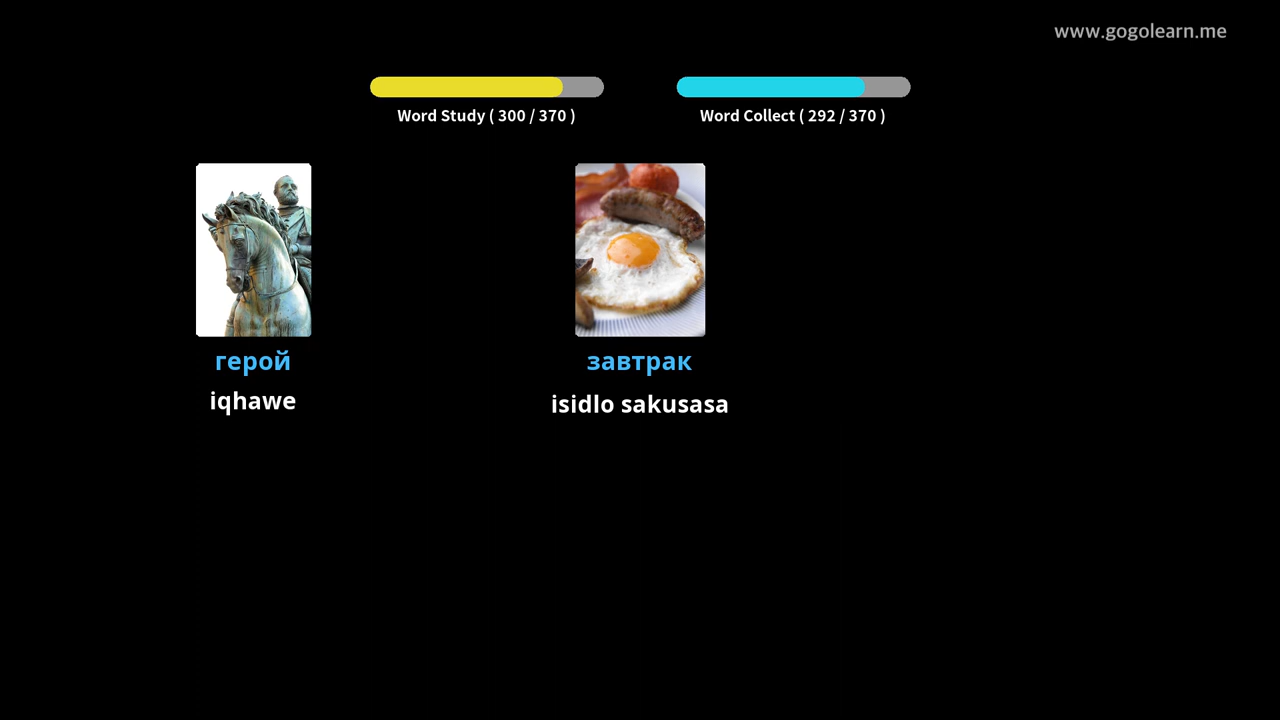 www.gogolearn.me
Word Study ( 300 / 370 )
Word Collect ( 292 / 370 )
герой
iqhawe
завтрак
isidlo sakusasa